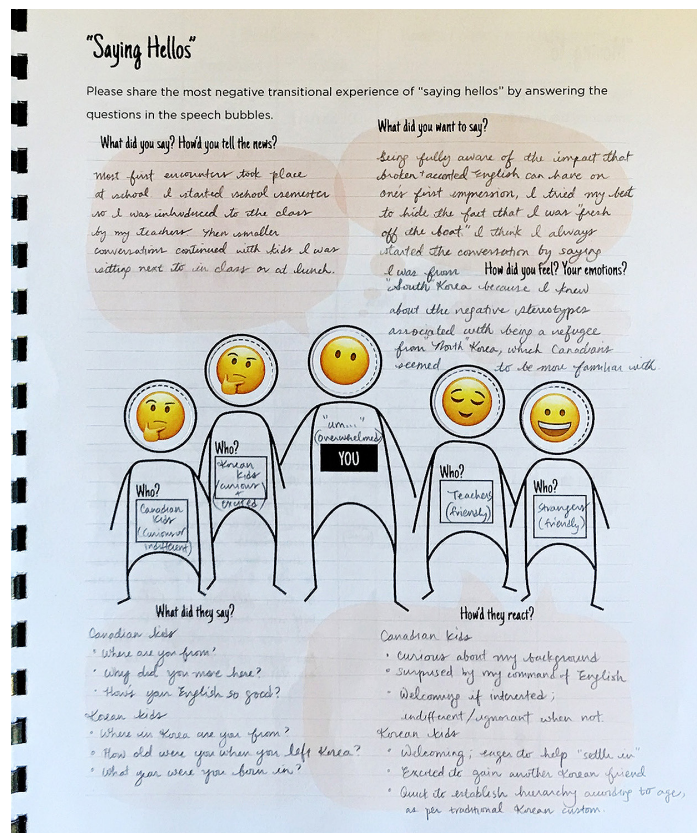 "Saying Hellos"
Please share the most negative transitional experience of "saying hellos" by answering the
questions in the speech bubbles.
What did you say? How'd you tell the news?
Most first encounters took place
at school. I started school semester
so I was introduced to the class
by my teachers. Then smaller
conversations continued with kids I was
sitting next to in class or at lunch.
What did you want to say?
Being fully aware of the impact that
broken + accented English can have on
one's first impression, I tried my best
to hide the fact that I was "fresh
off the boat." I think I always
started the conversation by saying
I was from
How did you feel? Your emotions?
"South Korea because I knew
about the negative stereotypes
associated with being a refugee
from "North" Korea, which Canadians
seemed to be more familiar with.
"um..."
(overwhelmed)
YOU
Who?
Korean
kids
(curious
+
excited)
Who?
Canadian
kids
(curious or
indifferent)
Who?
Teachers
(friendly)
Who?
Strangers
(friendly)
What did they say?
Canadian kids
• Where are you from?
• Why did you move here?
• How's your English so good?
Korean kids
• Where in Korea are you from?
• How old were you when you left Korea?
• What year were you born in?
How'd they react?
Canadian kids
• Curious about my background
• Surprised by my command of English
• Welcoming if interested;
indifferent/ignorant when not.
Korean kids
• Welcoming; eager to help "settle in"
• Excited to gain another Korean friend
• Quick to establish hierarchy according to age,
as per traditional Korean custom.